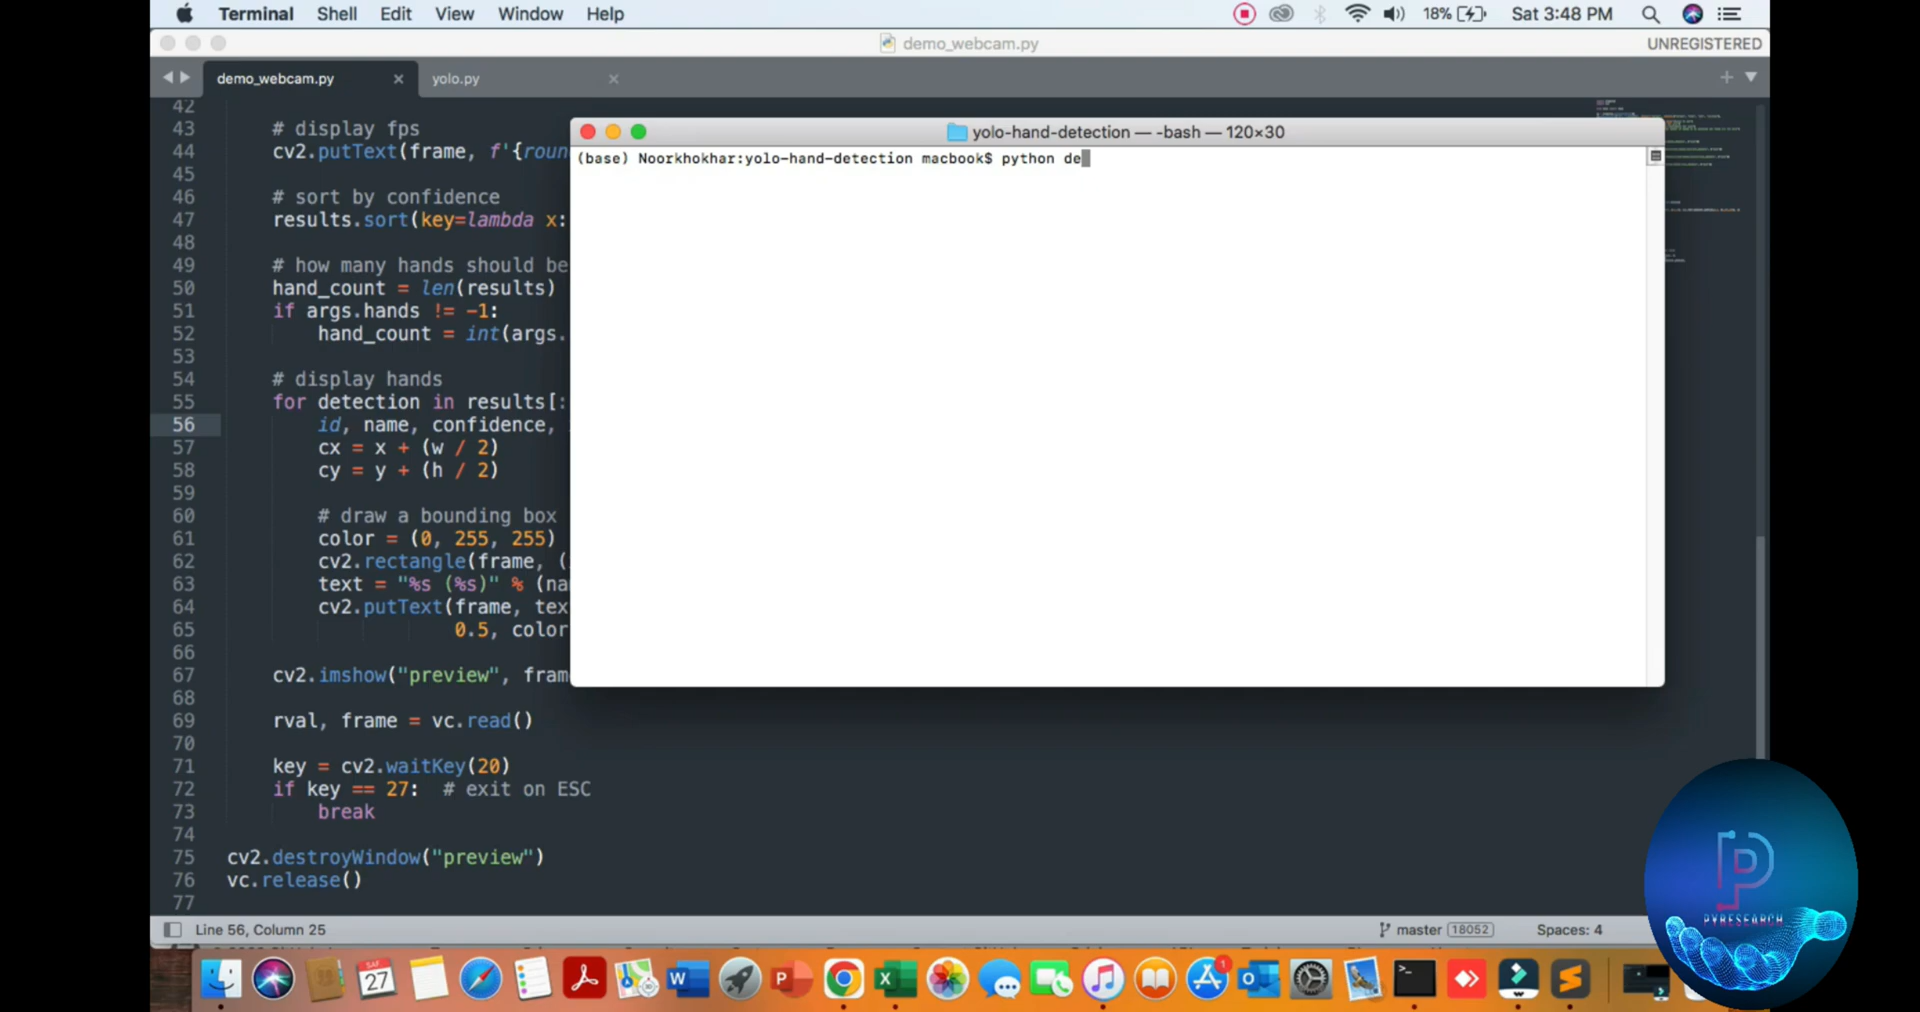 Terminal Shell Edit View Window Help 18% Sat 3:48 PM
demo_webcam.py UNREGISTERED
demo_webcam.py yolo.py
yolo-hand-detection — -bash — 120×30
(base) Noorkhokhar:yolo-hand-detection macbook$ python de
42
43 # display fps
44 cv2.putText(frame, f'{roun
45
46 # sort by confidence
47 results.sort(key=lambda x:
48
49 # how many hands should be
50 hand_count = len(results)
51 if args.hands != -1:
52 hand_count = int(args.
53
54 # display hands
55 for detection in results[:
56 id, name, confidence,
57 cx = x + (w / 2)
58 cy = y + (h / 2)
59
60 # draw a bounding box
61 color = (0, 255, 255)
62 cv2.rectangle(frame, (
63 text = "%s (%s)" % (na
64 cv2.putText(frame, tex
65 0.5, color
66
67 cv2.imshow("preview", fram
68
69 rval, frame = vc.read()
70
71 key = cv2.waitKey(20)
72 if key == 27: # exit on ESC
73 break
74
75 cv2.destroyWindow("preview")
76 vc.release()
77
Line 56, Column 25 master 18052 Spaces: 4
PYRESEARCH
27
1